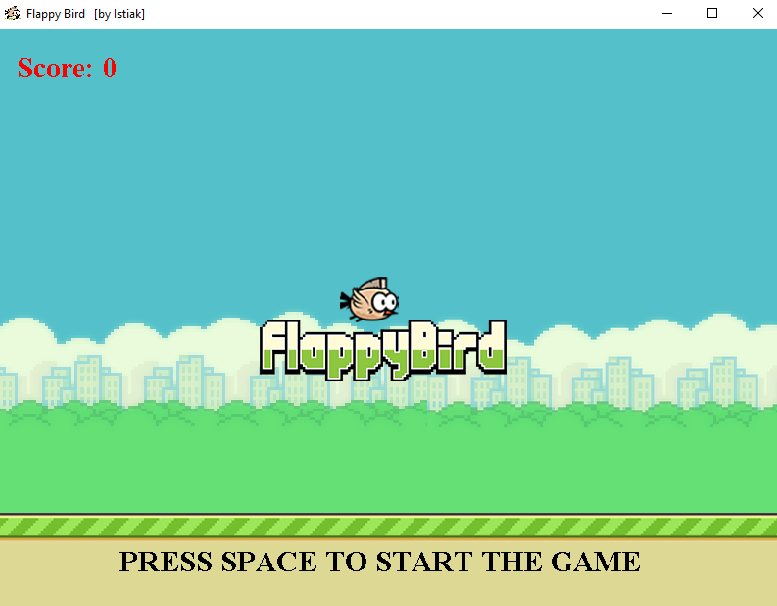 Flappy Bird [by Istiak]
Score: 0
FlappyBird
PRESS SPACE TO START THE GAME